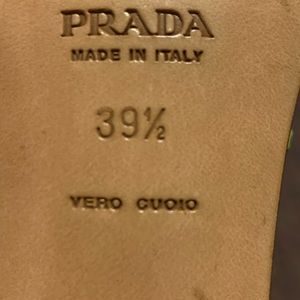 PRADA
MADE IN ITALY
39½
VERO CUOIO